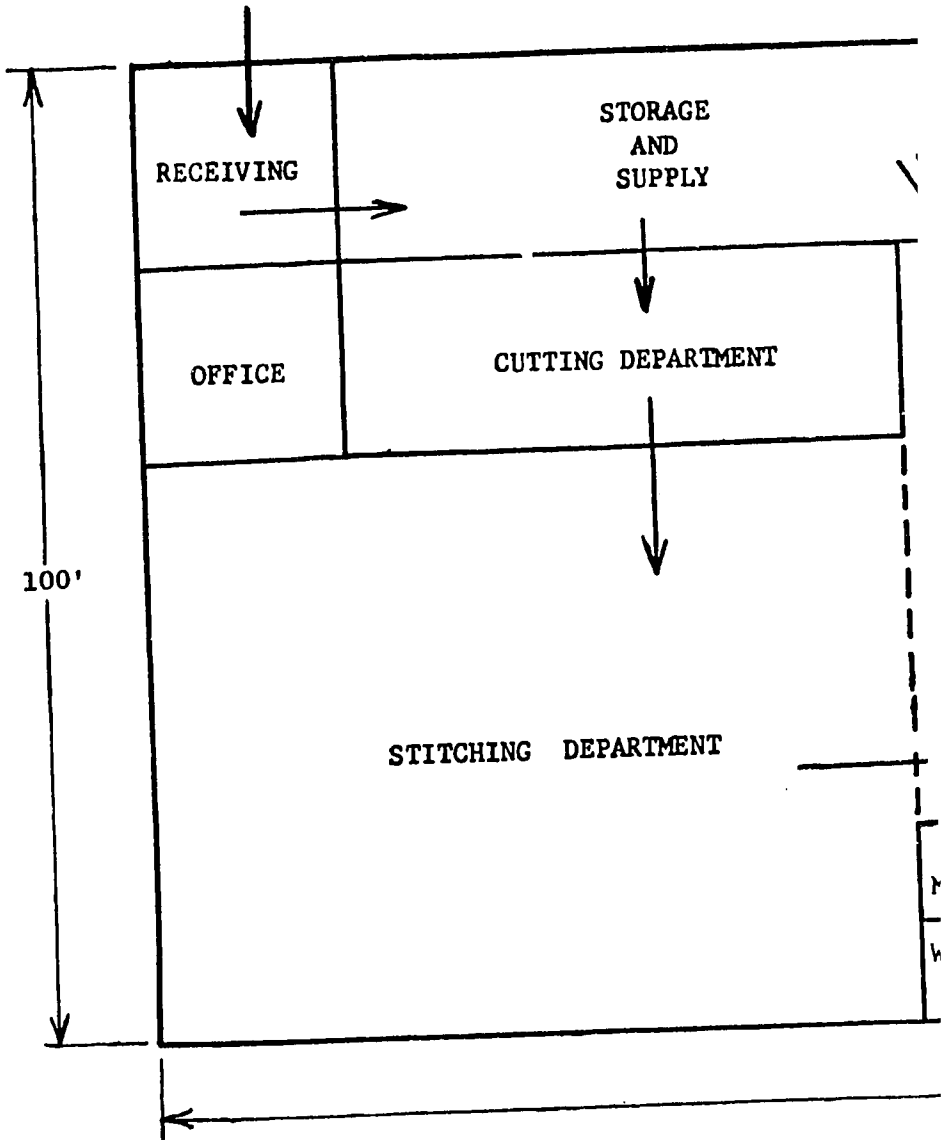 STORAGE
AND
SUPPLY
RECEIVING
OFFICE
CUTTING DEPARTMENT
100'
STITCHING DEPARTMENT
M
W